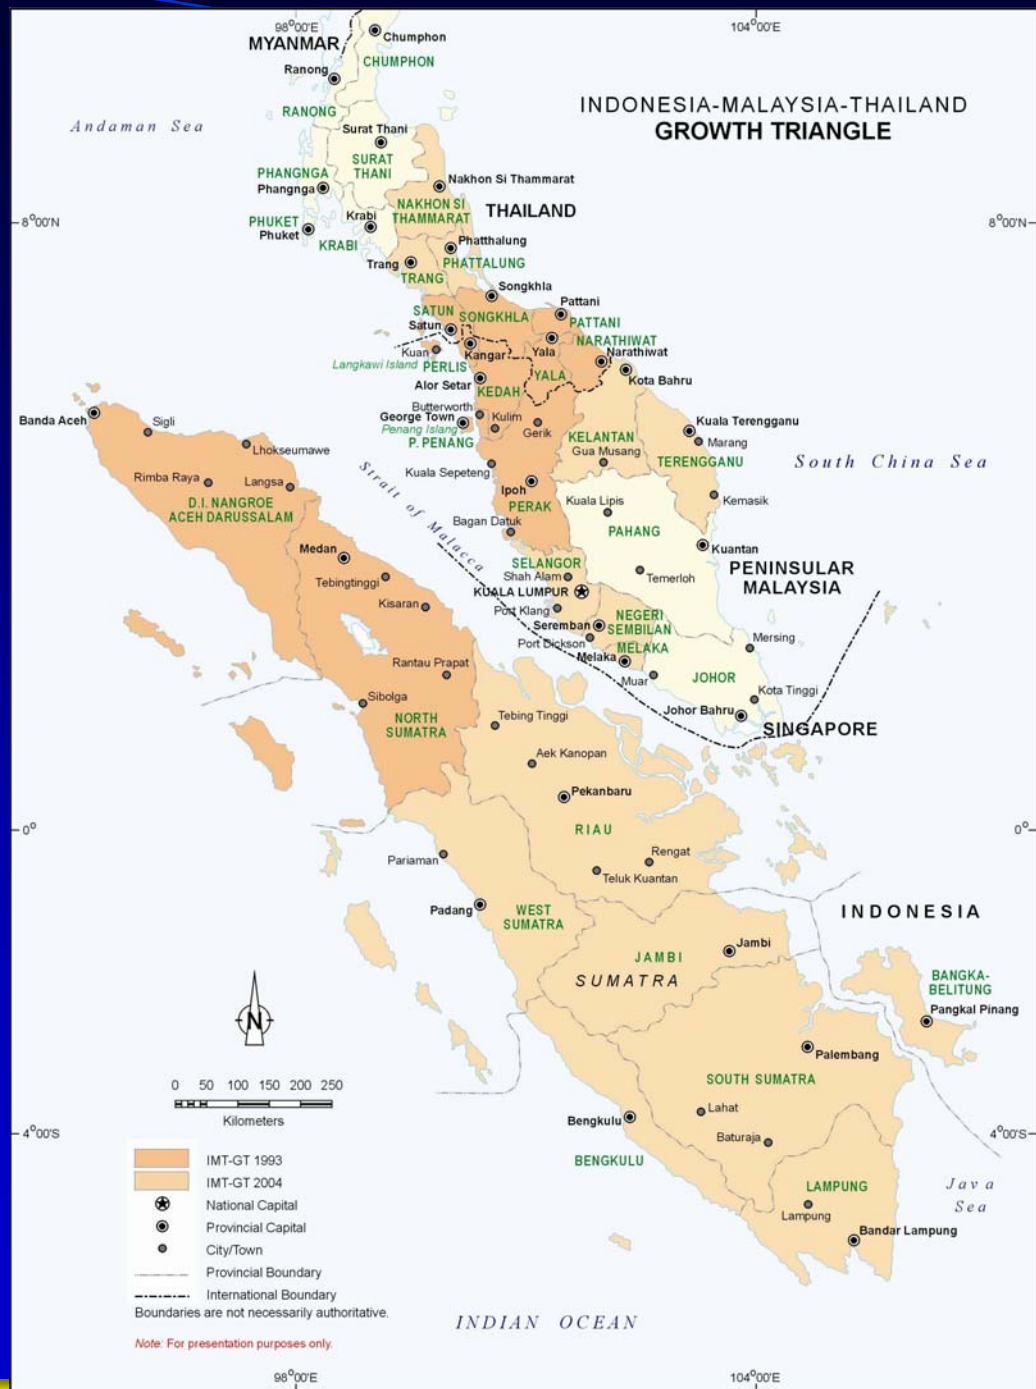 98°00'E
104°00'E
MYANMAR
Chumphon
CHUMPHON
Ranong
RANONG
Andaman Sea
INDONESIA-MALAYSIA-THAILAND
GROWTH TRIANGLE
Surat Thani
SURAT
THANI
PHANGNGA
Phangnga
Nakhon Si Thammarat
NAKHON SI
THAMMARAT
THAILAND
8°00'N
8°00'N
PHUKET
Phuket
Krabi
KRABI
Phatthalung
PHATTALUNG
Trang
TRANG
Songkhla
SONGKHLA
Pattani
PATTANI
SATUN
Satun
NARATHIWAT
Narathiwat
Kuan
Langkawi Island
Kangar
PERLIS
Yala
YALA
Kota Bahru
Alor Setar
KEDAH
Butterworth
George Town
Penang Island
P. PENANG
Kulim
Gerik
KELANTAN
Gua Musang
Kuala Terengganu
Marang
TERENGGANU
South China Sea
Banda Aceh
Sigli
Lhokseumawe
Rimba Raya
Langsa
D.I. NANGROE
ACEH DARUSSALAM
Strait of Malacca
Kuala Sepeteng
Ipoh
PERAK
Kuala Lipis
Kemasik
PAHANG
Bagan Datuk
Kuantan
Medan
Tebingtinggi
Kisaran
SELANGOR
Shah Alam
KUALA LUMPUR
Temerloh
PENINSULAR
MALAYSIA
Port Klang
Seremban
NEGERI
SEMBILAN
Port Dickson
MELAKA
Melaka
Mersing
Muar
JOHOR
Kota Tinggi
Johor Bahru
SINGAPORE
Rantau Prapat
Sibolga
NORTH
SUMATRA
Tebing Tinggi
Aek Kanopan
Pekanbaru
RIAU
0°
0°
Pariaman
Rengat
Teluk Kuantan
Padang
WEST
SUMATRA
INDONESIA
Jambi
JAMBI
SUMATRA
BANGKA-
BELITUNG
Pangkal Pinang
N
Palembang
SOUTH SUMATRA
0 50 100 150 200 250
Kilometers
Bengkulu
BENGKULU
Lahat
Baturaja
4°00'S
4°00'S
LAMPUNG
Lampung
Bandar Lampung
Java
Sea
IMT-GT 1993
IMT-GT 2004
National Capital
Provincial Capital
City/Town
Provincial Boundary
International Boundary
Boundaries are not necessarily authoritative.
Note: For presentation purposes only.
INDIAN OCEAN
98°00'E
104°00'E